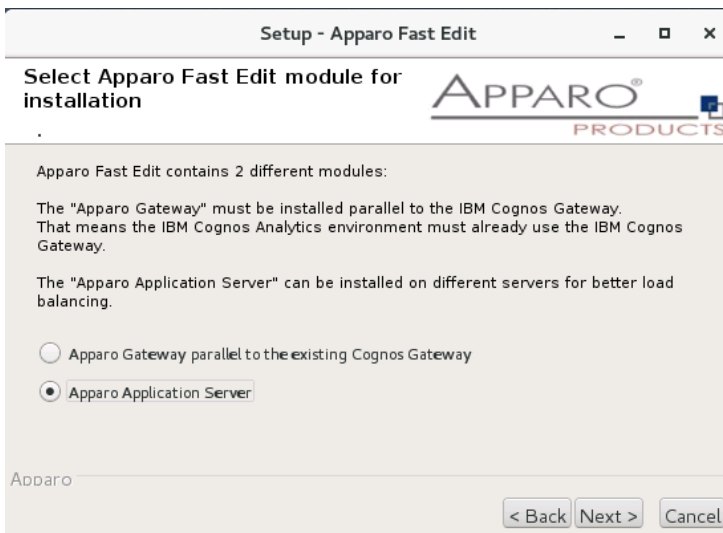 Setup - Apparo Fast Edit
Select Apparo Fast Edit module for
installation
.
APPARO®
PRODUCTS
Apparo Fast Edit contains 2 different modules:
The "Apparo Gateway" must be installed parallel to the IBM Cognos Gateway.
That means the IBM Cognos Analytics environment must already use the IBM Cognos
Gateway.
The "Apparo Application Server" can be installed on different servers for better load
balancing.
Apparo Gateway parallel to the existing Cognos Gateway
Apparo Application Server
Apparo
< Back Next > Cancel